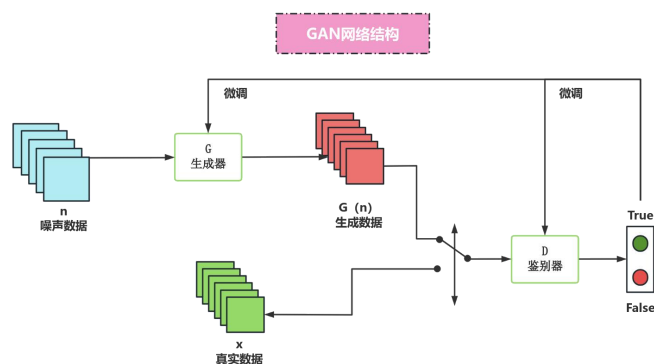 GAN网络结构
微调
微调
G
生成器
n
噪声数据
G（n）
生成数据
True
D
鉴别器
False
x
真实数据